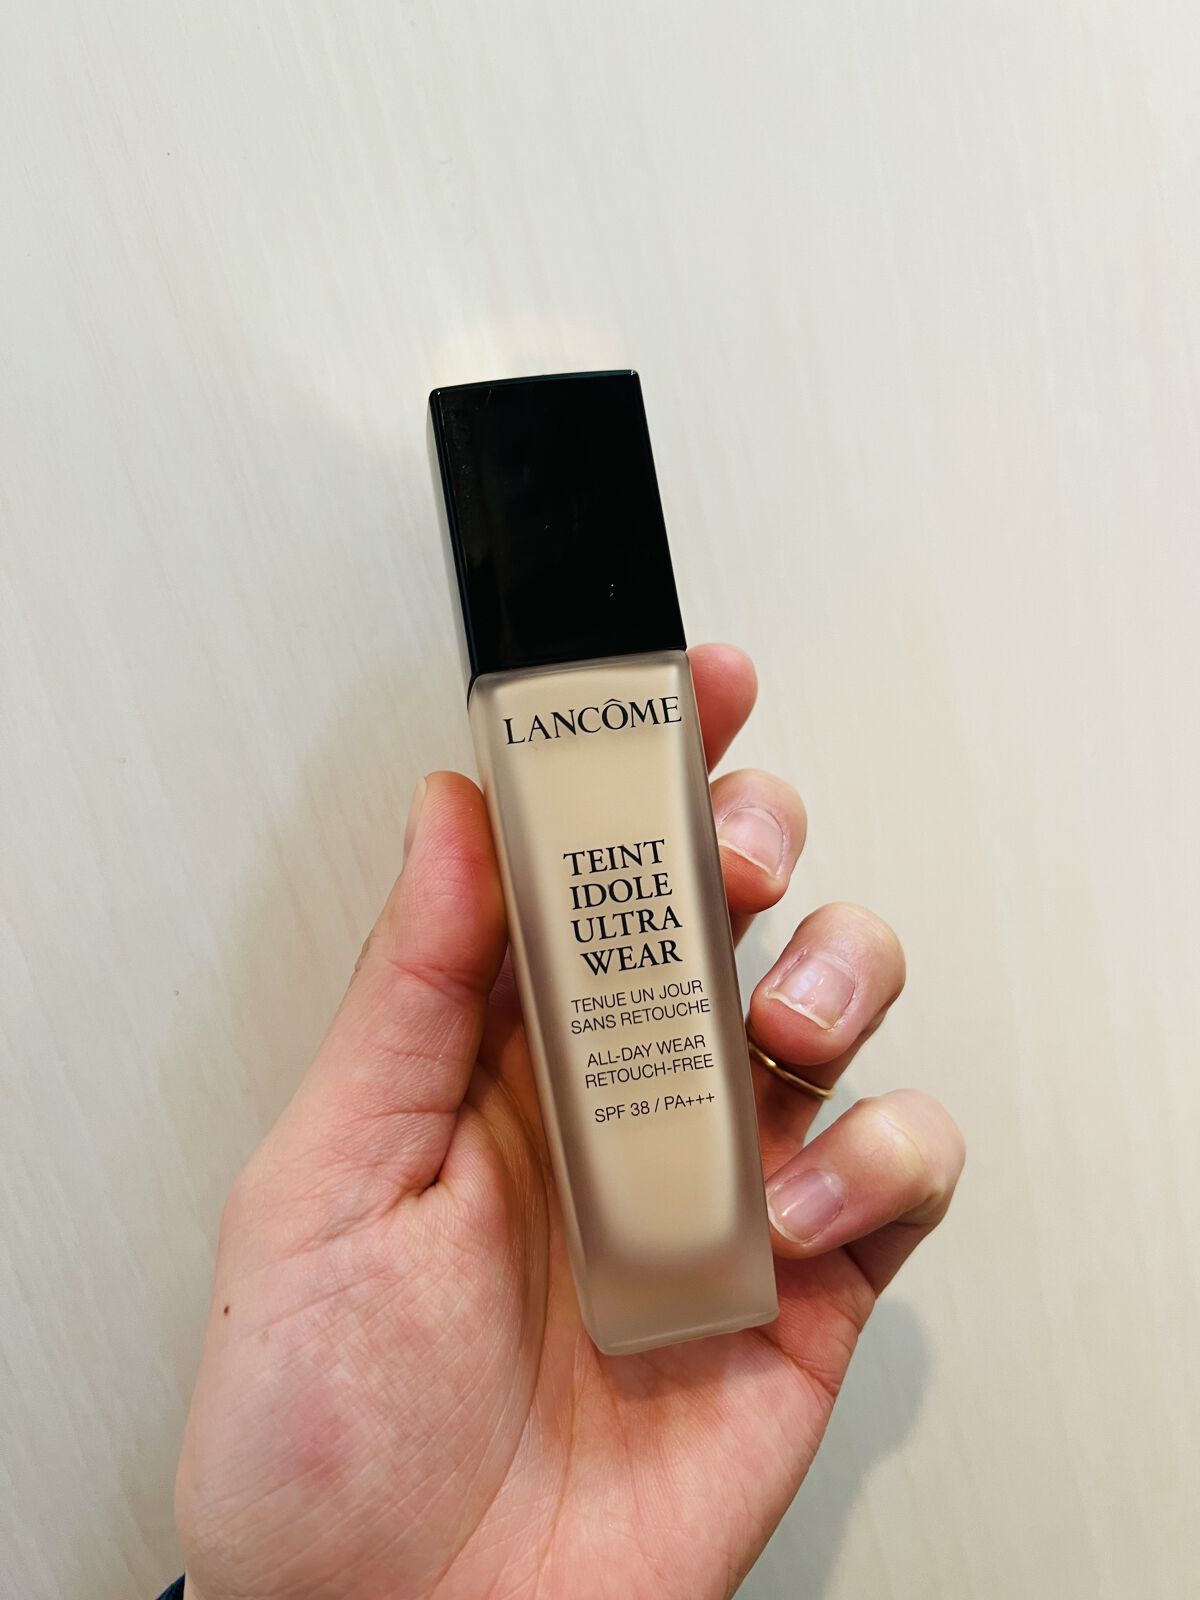 LANCÔME
TEINT
IDOLE
ULTRA
WEAR
TENUE UN JOUR
SANS RETOUCHE
ALL-DAY WEAR
RETOUCH-FREE
SPF 38 / PA+++